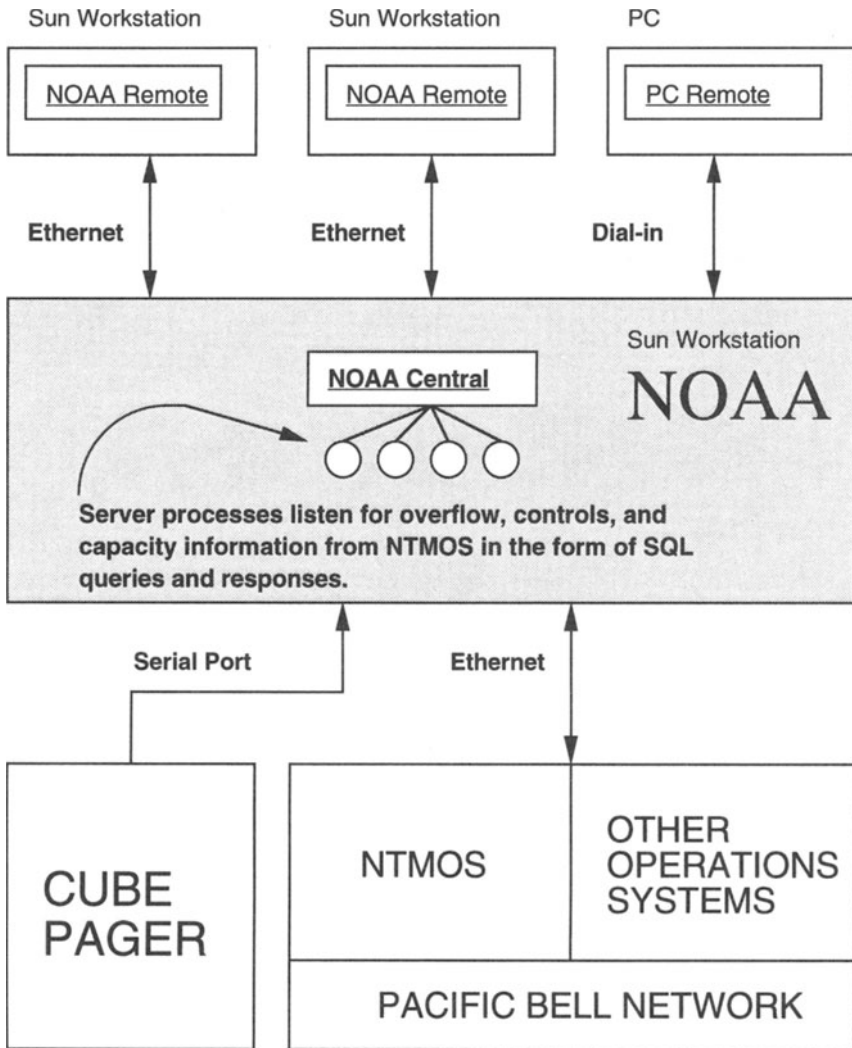 Sun Workstation
Sun Workstation
PC
NOAA Remote
NOAA Remote
PC Remote
Ethernet
Ethernet
Dial-in
Sun Workstation
NOAA
NOAA Central
Server processes listen for overflow, controls, and
capacity information from NTMOS in the form of SQL
queries and responses.
Serial Port
Ethernet
CUBE
PAGER
NTMOS
OTHER
OPERATIONS
SYSTEMS
PACIFIC BELL NETWORK